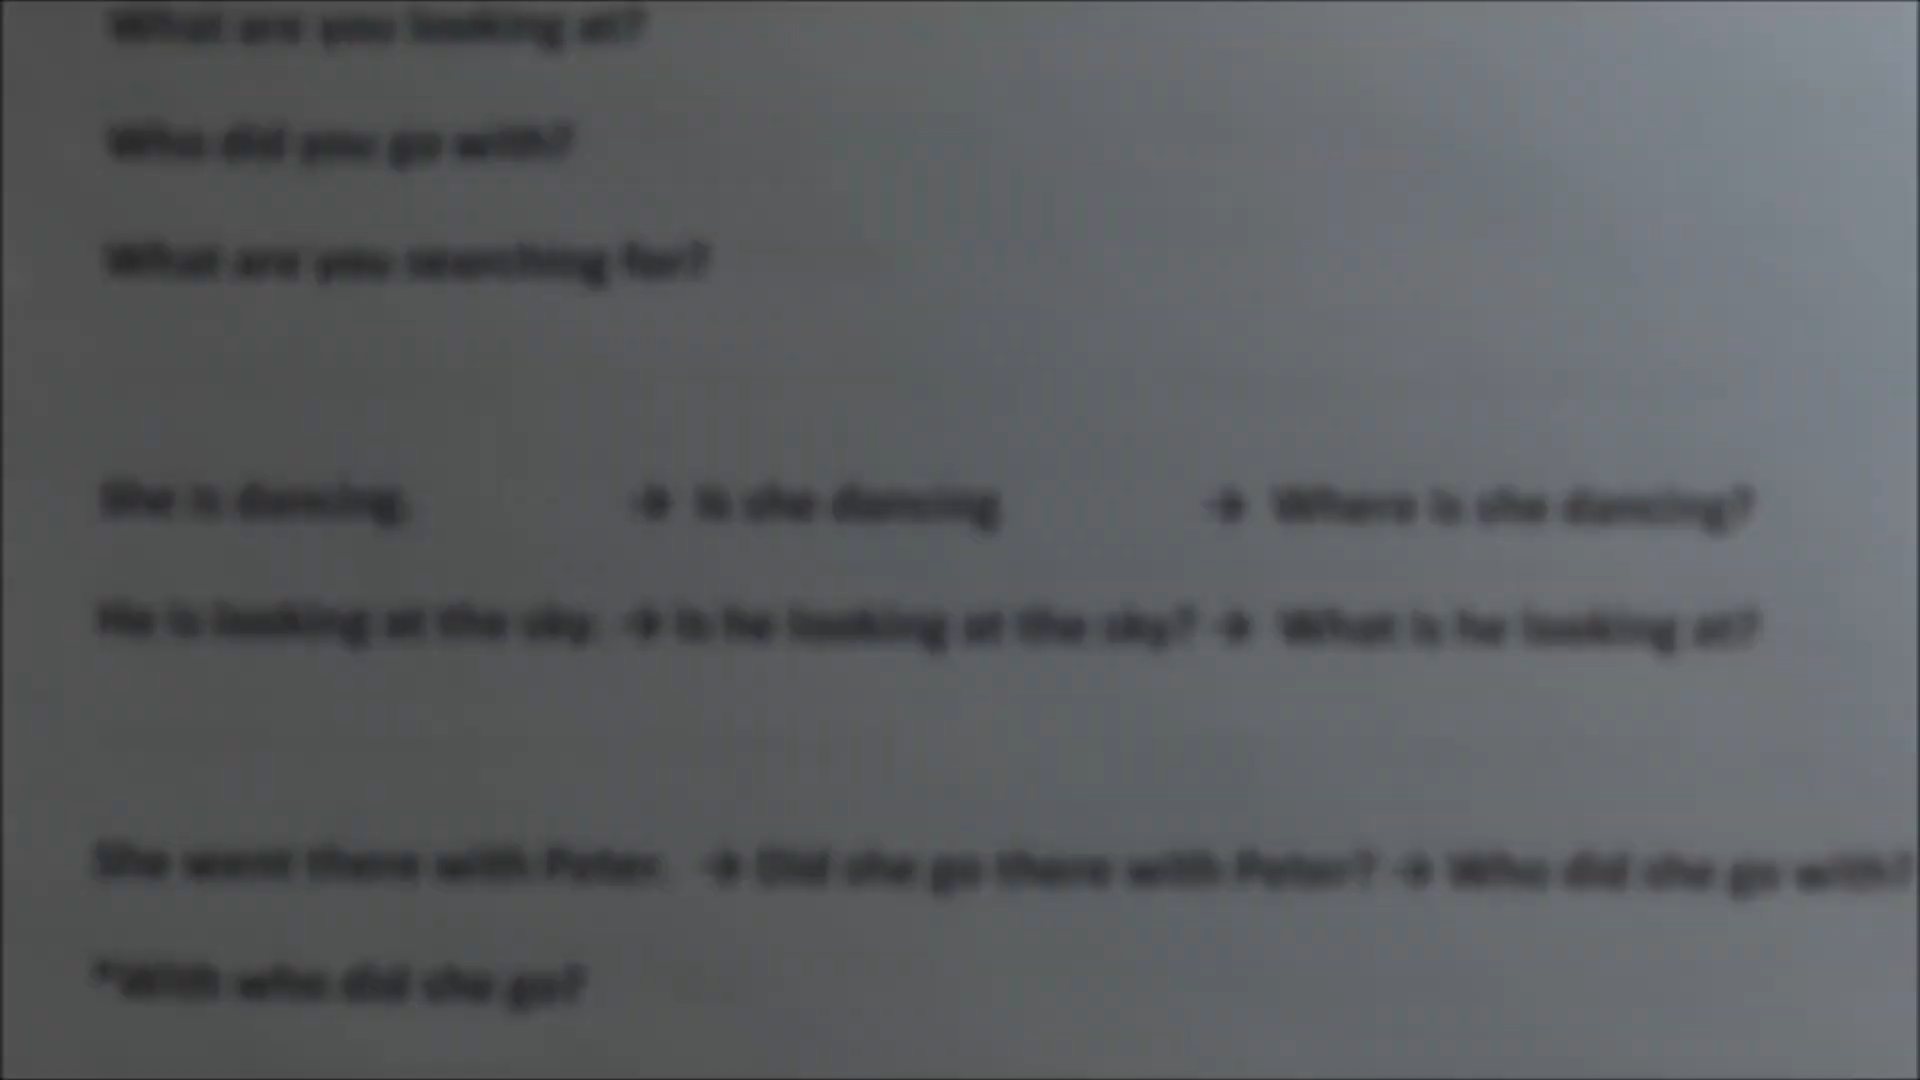 What are you looking at?
Who did you go with?
What are you searching for?
She is dancing. → Is she dancing → Where is she dancing?
He is looking at the sky. → Is he looking at the sky? → What is he looking at?
She went there with Peter. → Did she go there with Peter? → Who did she go with?
*With who did she go?